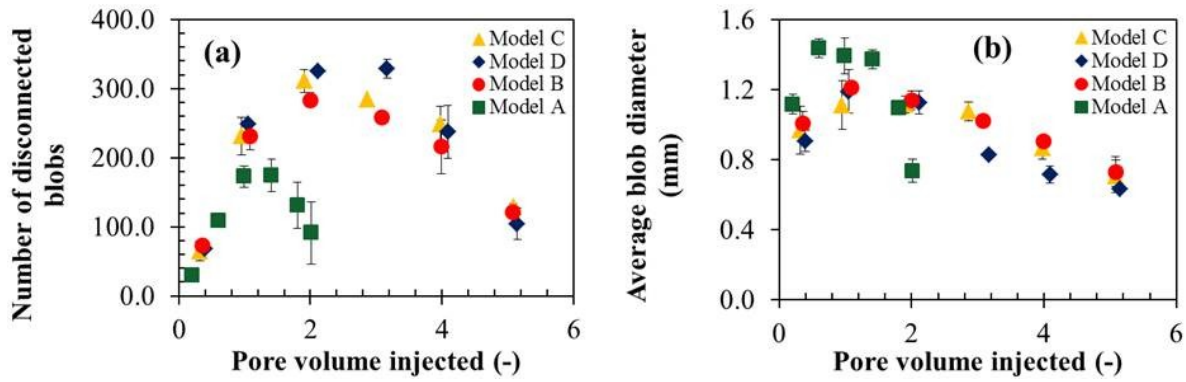 Number of disconnected
blobs
400.0
300.0
200.0
100.0
0.0
(a)
Model C
Model D
Model B
Model A
0 2 4 6
Pore volume injected (-)
Average blob diameter
(mm)
1.6
1.2
0.8
0.4
0.0
(b)
Model C
Model D
Model B
Model A
0 2 4 6
Pore volume injected (-)